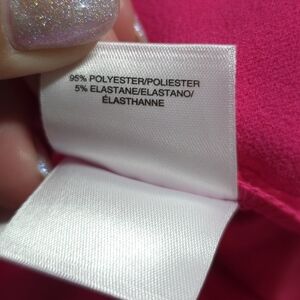 95% POLYESTER/POLIESTER
5% ELASTANE/ELASTANO/
ÉLASTHANNE